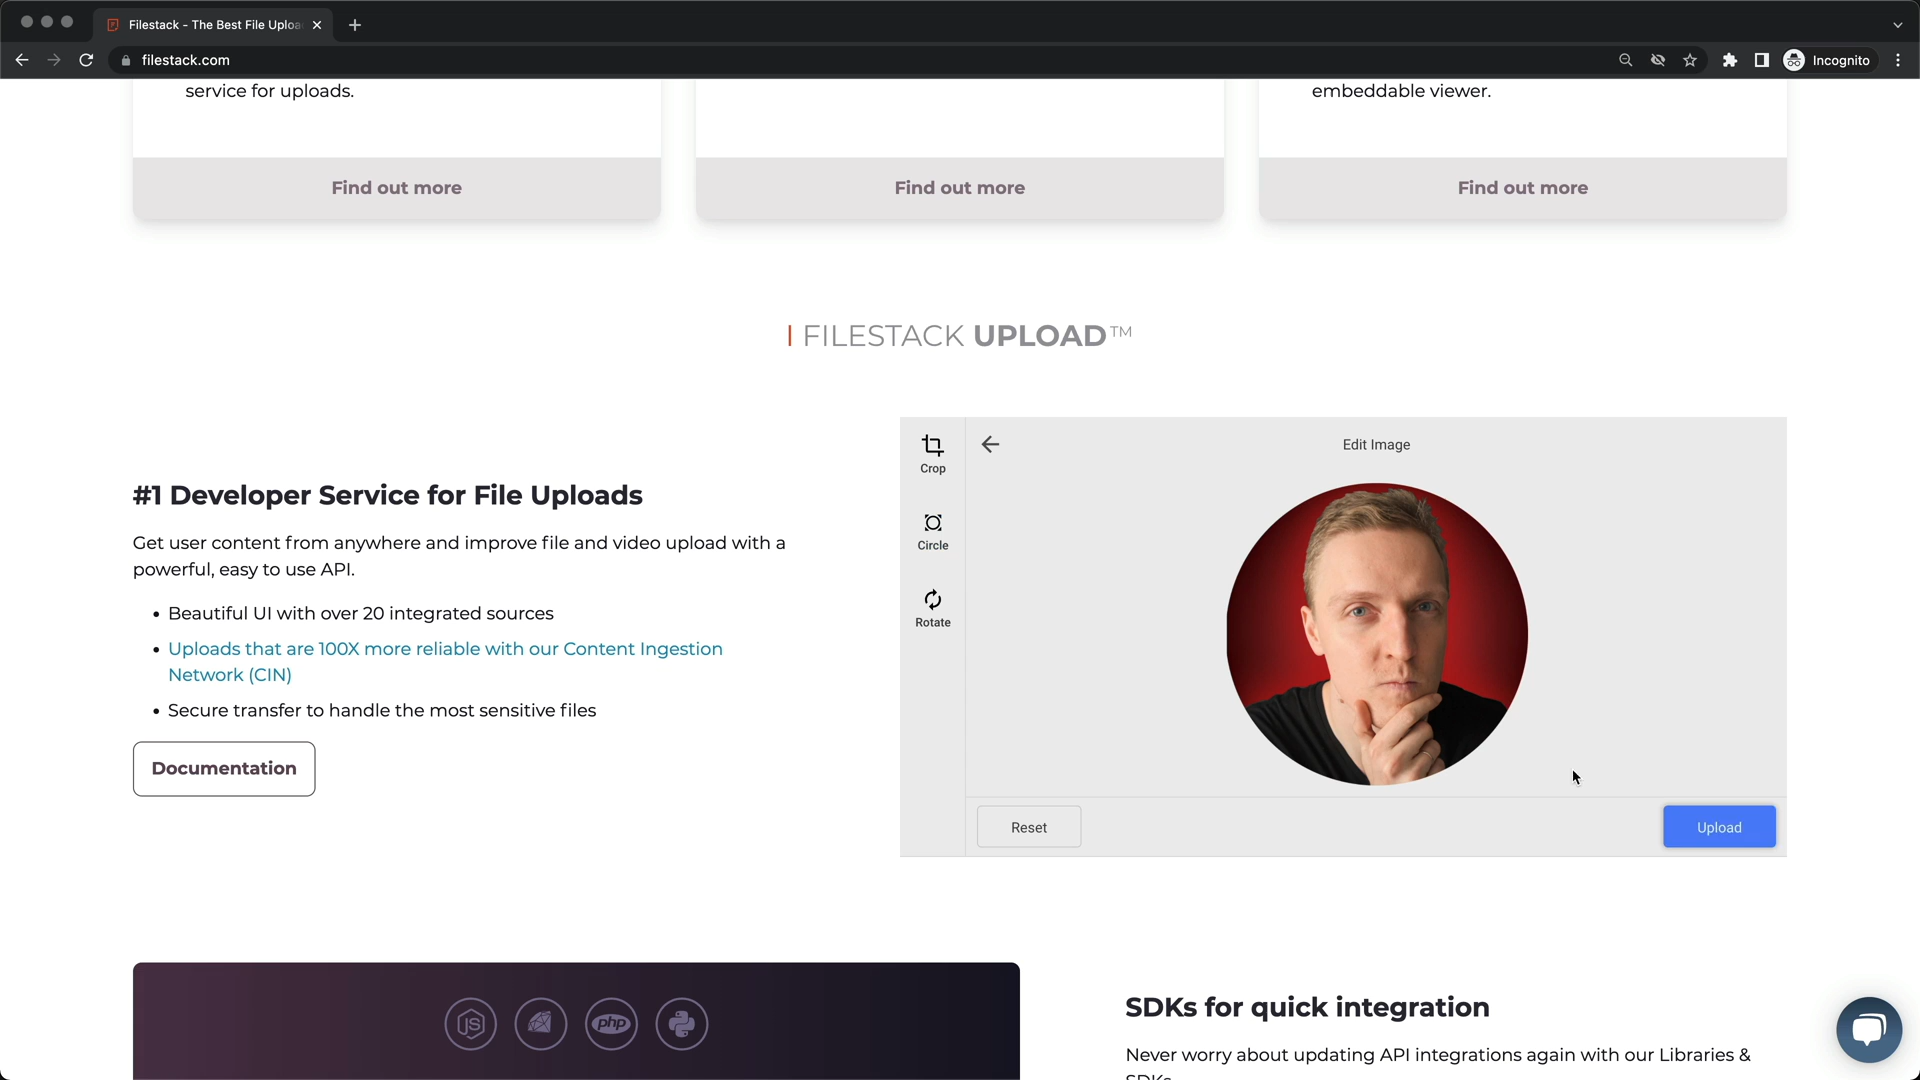 Filestack - The Best File Uploa
filestack.com
Incognito
service for uploads.
embeddable viewer.
Find out more
Find out more
Find out more
FILESTACK UPLOAD™
#1 Developer Service for File Uploads
Get user content from anywhere and improve file and video upload with a
powerful, easy to use API.
• Beautiful UI with over 20 integrated sources
• Uploads that are 100X more reliable with our Content Ingestion
Network (CIN)
• Secure transfer to handle the most sensitive files
Documentation
Crop
Circle
Rotate
Edit Image
Reset
Upload
JS
php
SDKs for quick integration
Never worry about updating API integrations again with our Libraries &
SDKs